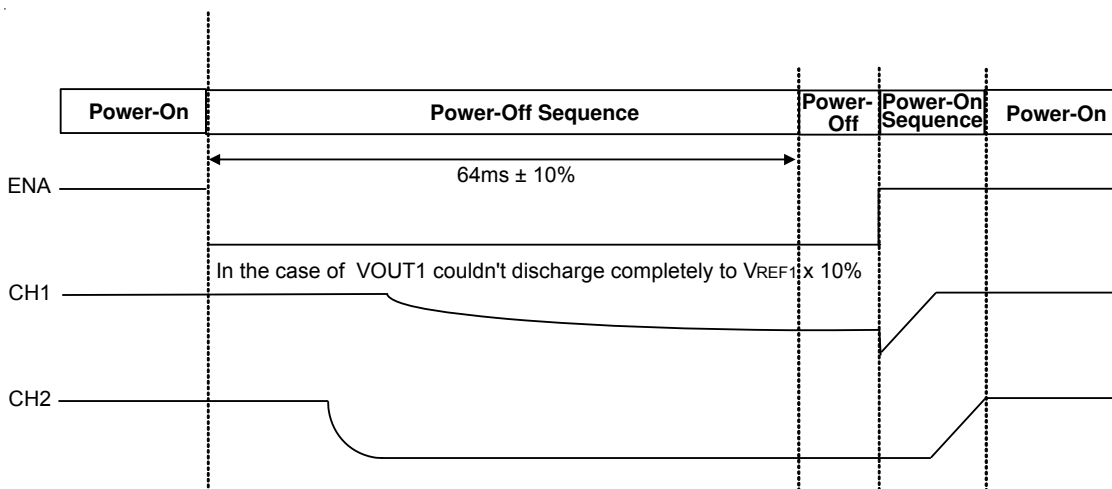 Power-On
Power-Off Sequence
Power-
Off
Power-On
Sequence
Power-On
64ms ± 10%
ENA
In the case of VOUT1 couldn't discharge completely to VREF1 x 10%
CH1
CH2